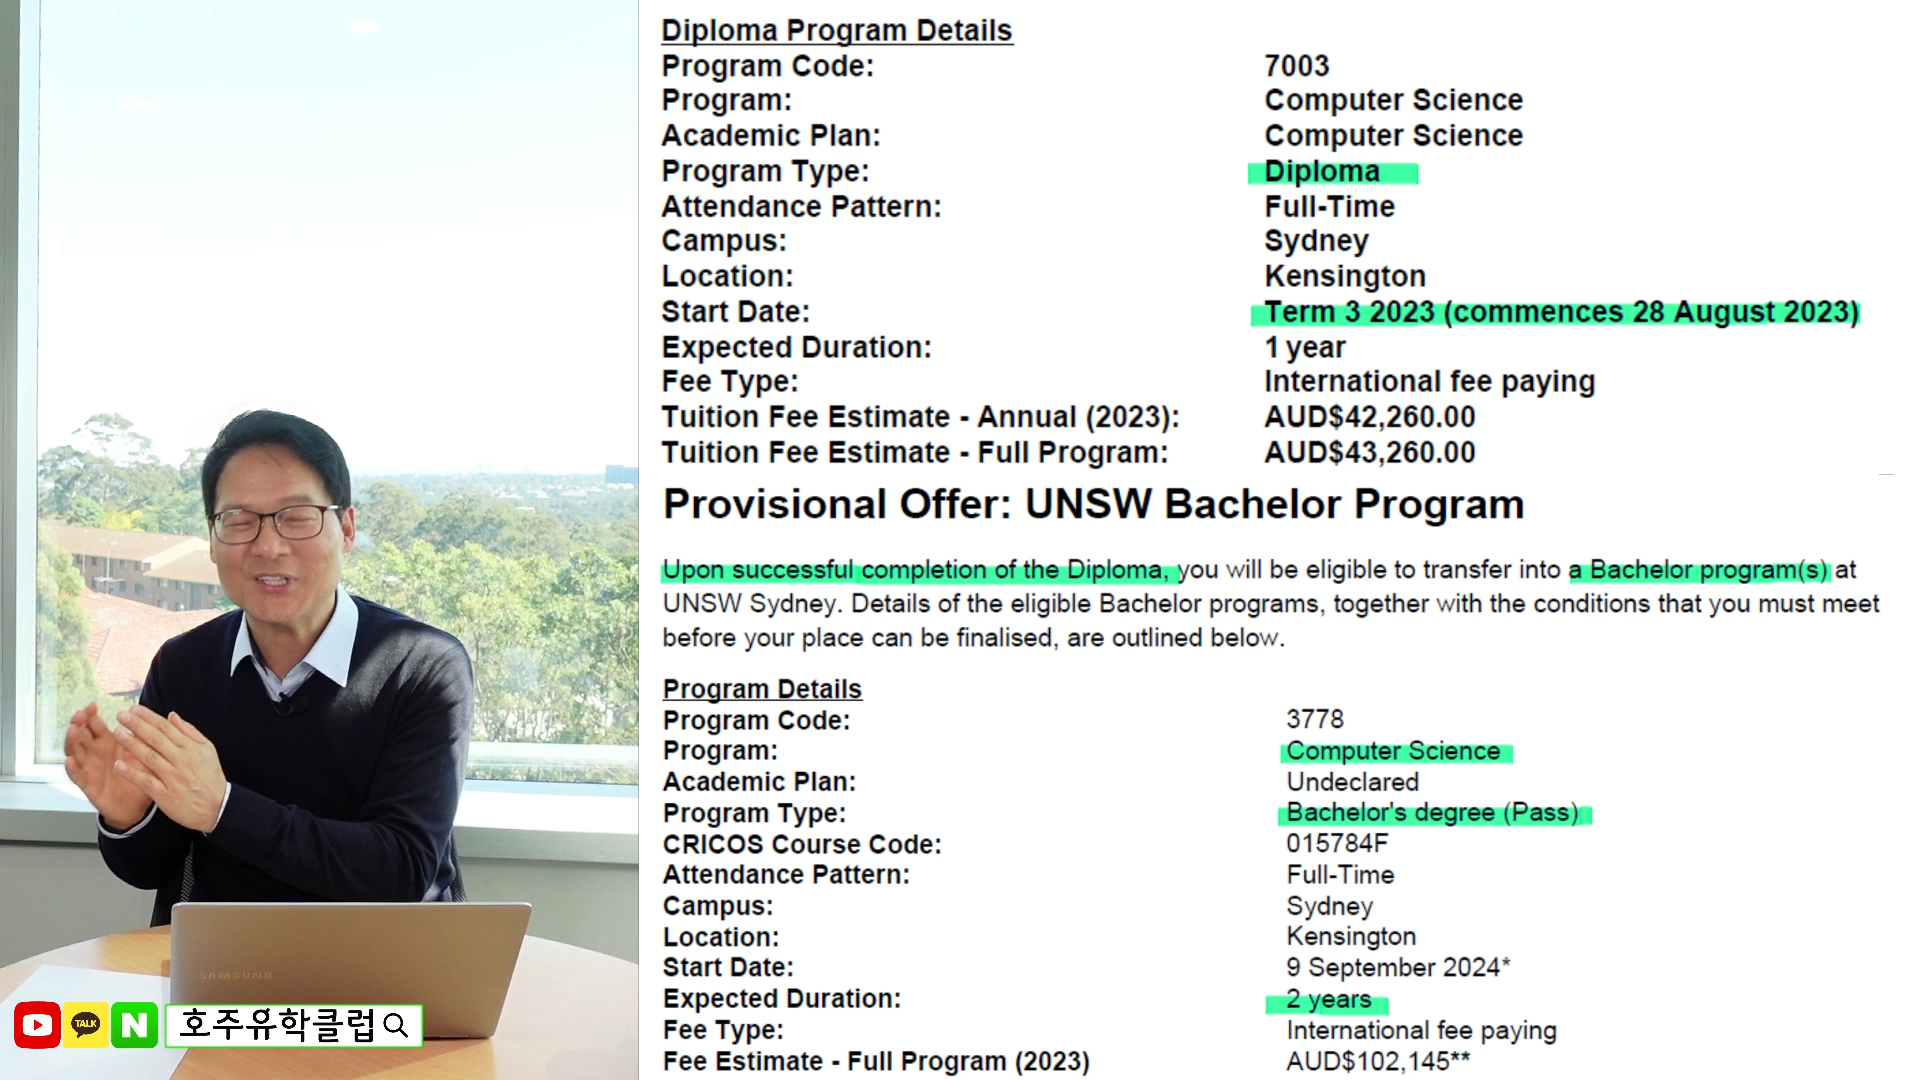 Diploma Program Details
Program Code: 7003
Program: Computer Science
Academic Plan: Computer Science
Program Type: Diploma
Attendance Pattern: Full-Time
Campus: Sydney
Location: Kensington
Start Date: Term 3 2023 (commences 28 August 2023)
Expected Duration: 1 year
Fee Type: International fee paying
Tuition Fee Estimate - Annual (2023): AUD$42,260.00
Tuition Fee Estimate - Full Program: AUD$43,260.00
Provisional Offer: UNSW Bachelor Program
Upon successful completion of the Diploma, you will be eligible to transfer into a Bachelor program(s) at
UNSW Sydney. Details of the eligible Bachelor programs, together with the conditions that you must meet
before your place can be finalised, are outlined below.
Program Details
Program Code: 3778
Program: Computer Science
Academic Plan: Undeclared
Program Type: Bachelor's degree (Pass)
CRICOS Course Code: 015784F
Attendance Pattern: Full-Time
Campus: Sydney
Location: Kensington
Start Date: 9 September 2024*
Expected Duration: 2 years
Fee Type: International fee paying
Fee Estimate - Full Program (2023) AUD$102,145**
SAMSUNG
TALK N 호주유학클럽